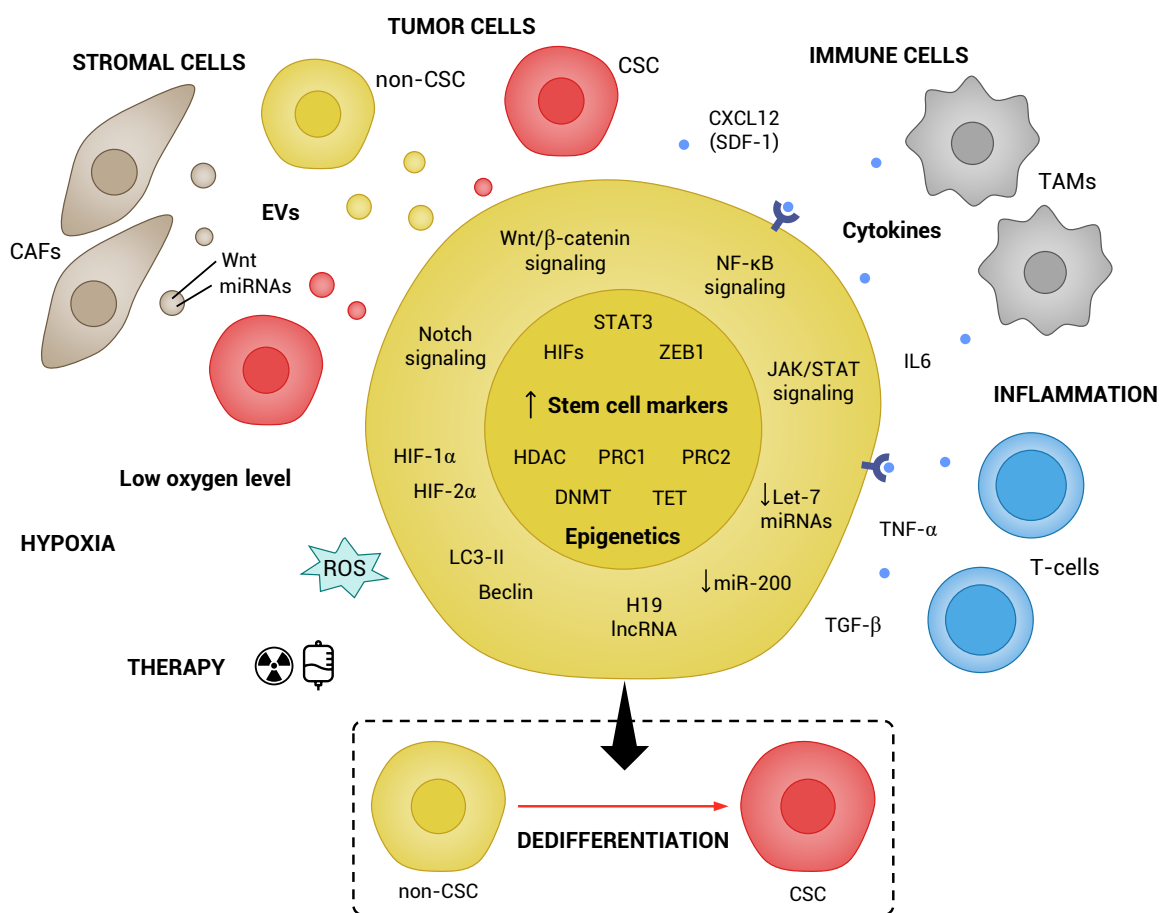 TUMOR CELLS
STROMAL CELLS
non-CSC
CSC
IMMUNE CELLS
CXCL12
(SDF-1)
TAMs
EVs
CAFs
Wnt
miRNAs
Cytokines
Wnt/β-catenin
signaling
NF-κB
signaling
Notch
signaling
STAT3
HIFs
ZEB1
JAK/STAT
signaling
IL6
INFLAMMATION
↑ Stem cell markers
HIF-1α
HIF-2α
HDAC
PRC1
PRC2
DNMT
TET
Epigenetics
↓Let-7
miRNAs
Low oxygen level
HYPOXIA
ROS
TNF-α
T-cells
LC3-II
Beclin
↓miR-200
H19
lncRNA
TGF-β
THERAPY
DEDIFFERENTIATION
non-CSC
CSC